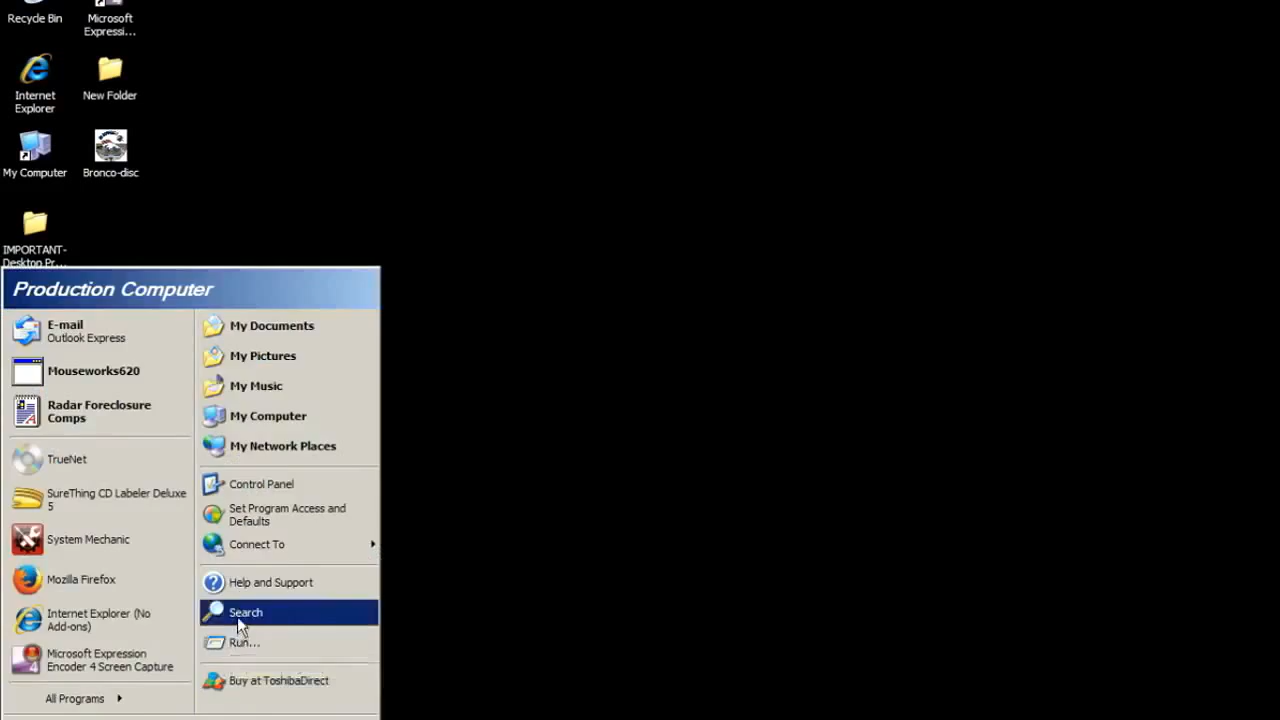 Recycle Bin
Microsoft
Expressi...
Internet
Explorer
New Folder
My Computer
Bronco-disc
IMPORTANT-
Desktop Pr...
Production Computer
E-mail
Outlook Express
Mouseworks620
Radar Foreclosure
Comps
TrueNet
SureThing CD Labeler Deluxe
5
System Mechanic
Mozilla Firefox
Internet Explorer (No
Add-ons)
Microsoft Expression
Encoder 4 Screen Capture
All Programs
My Documents
My Pictures
My Music
My Computer
My Network Places
Control Panel
Set Program Access and
Defaults
Connect To
Help and Support
Search
Run...
Buy at ToshibaDirect